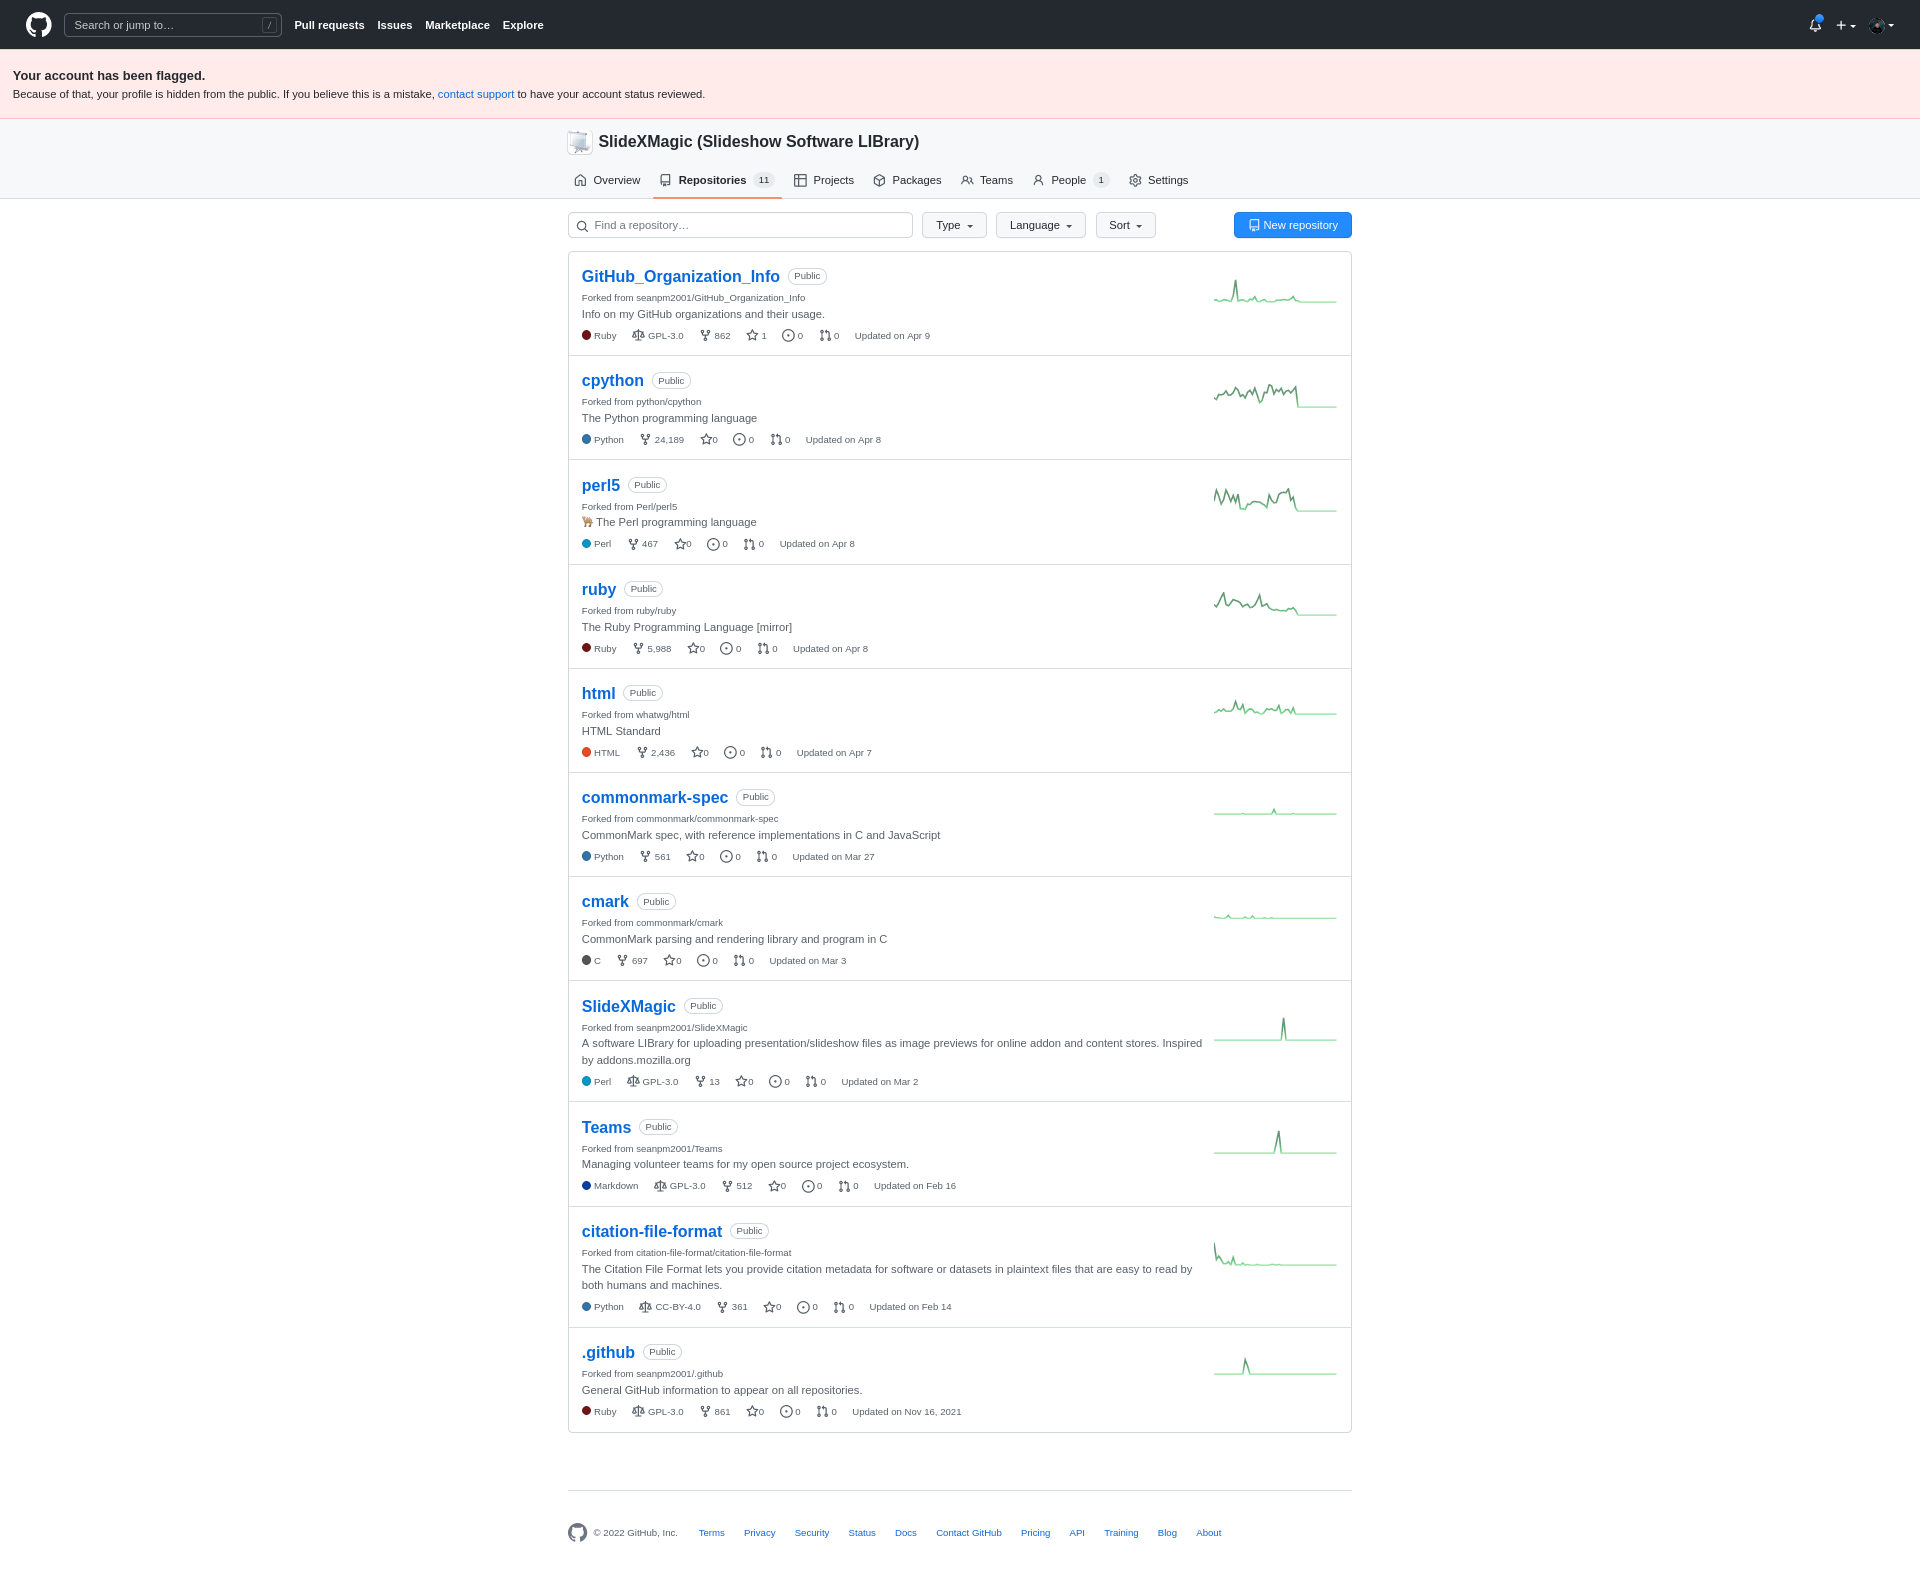 Search or jump to…
/
Pull requests Issues Marketplace Explore
Your account has been flagged.
Because of that, your profile is hidden from the public. If you believe this is a mistake, contact support to have your account status reviewed.
SlideXMagic (Slideshow Software LIBrary)
Overview Repositories 11 Projects Packages Teams People 1 Settings
Find a repository… Type Language Sort New repository
GitHub_Organization_Info Public
Forked from seanpm2001/GitHub_Organization_Info
Info on my GitHub organizations and their usage.
Ruby GPL-3.0 862 1 0 0 Updated on Apr 9
cpython Public
Forked from python/cpython
The Python programming language
Python 24,189 0 0 0 Updated on Apr 8
perl5 Public
Forked from Perl/perl5
🐫 The Perl programming language
Perl 467 0 0 0 Updated on Apr 8
ruby Public
Forked from ruby/ruby
The Ruby Programming Language [mirror]
Ruby 5,988 0 0 0 Updated on Apr 8
html Public
Forked from whatwg/html
HTML Standard
HTML 2,436 0 0 0 Updated on Apr 7
commonmark-spec Public
Forked from commonmark/commonmark-spec
CommonMark spec, with reference implementations in C and JavaScript
Python 561 0 0 0 Updated on Mar 27
cmark Public
Forked from commonmark/cmark
CommonMark parsing and rendering library and program in C
C 697 0 0 0 Updated on Mar 3
SlideXMagic Public
Forked from seanpm2001/SlideXMagic
A software LIBrary for uploading presentation/slideshow files as image previews for online addon and content stores. Inspired
by addons.mozilla.org
Perl GPL-3.0 13 0 0 0 Updated on Mar 2
Teams Public
Forked from seanpm2001/Teams
Managing volunteer teams for my open source project ecosystem.
Markdown GPL-3.0 512 0 0 0 Updated on Feb 16
citation-file-format Public
Forked from citation-file-format/citation-file-format
The Citation File Format lets you provide citation metadata for software or datasets in plaintext files that are easy to read by
both humans and machines.
Python CC-BY-4.0 361 0 0 0 Updated on Feb 14
.github Public
Forked from seanpm2001/.github
General GitHub information to appear on all repositories.
Ruby GPL-3.0 861 0 0 0 Updated on Nov 16, 2021
© 2022 GitHub, Inc. Terms Privacy Security Status Docs Contact GitHub Pricing API Training Blog About